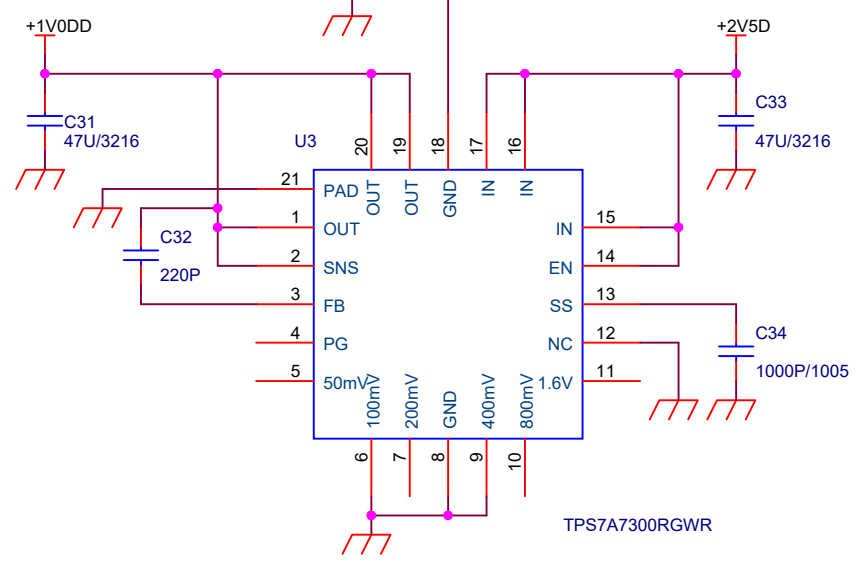 +1V0DD
+2V5D
C31
47U/3216
C33
47U/3216
U3
20
19
18
17
16
OUT
OUT
GND
IN
IN
21
PAD
1
OUT
2
SNS
3
FB
4
PG
5
50mV
15
IN
14
EN
13
SS
12
NC
11
1.6V
C32
220P
C34
1000P/1005
100mV
200mV
GND
400mV
800mV
6
7
8
9
10
TPS7A7300RGWR